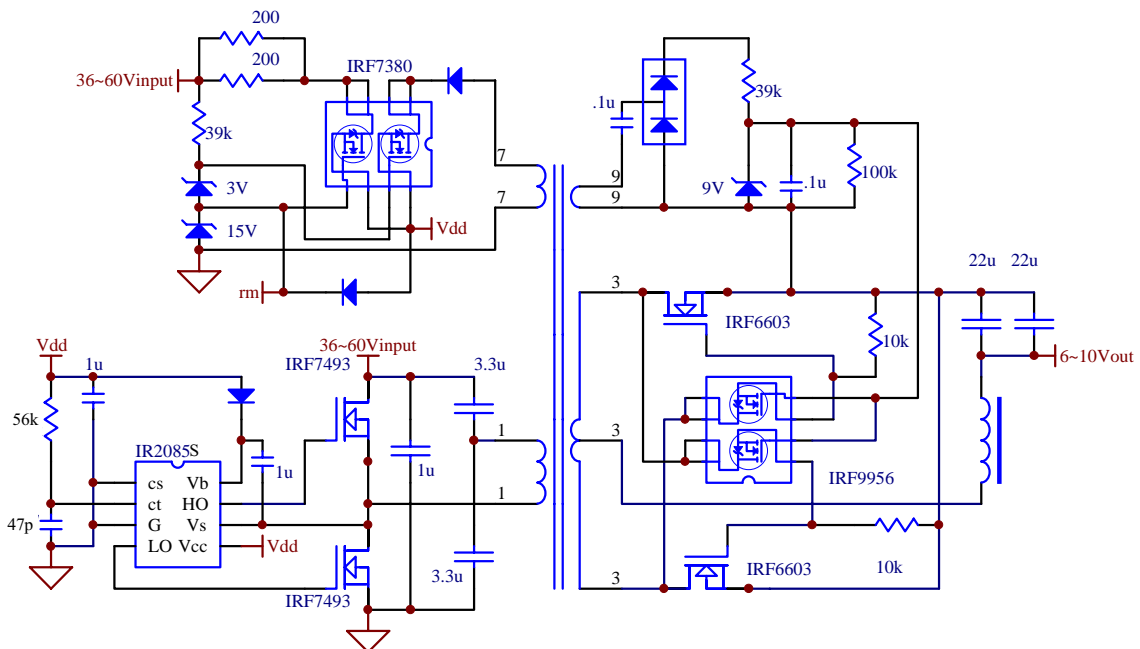 200
200
IRF7380
36~60Vinput
39k
3V
15V
Vdd
rm
7
7
.1u
39k
9
9
9V
.1u
100k
22u 22u
3
IRF6603
10k
6~10Vout
Vdd
1u
IRF7493
36~60Vinput
3.3u
56k
IR2085S
1u
1u
1
3
IRF9956
cs Vb
ct HO
1
47p
G Vs
LO Vcc
Vdd
3.3u
3
IRF6603
10k
IRF7493